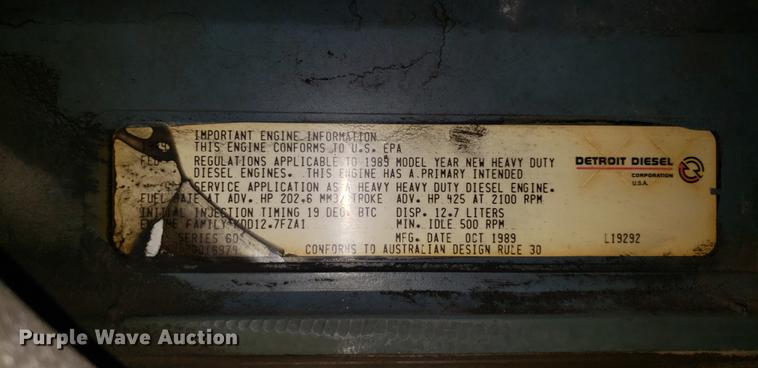 IMPORTANT ENGINE INFORMATION
THIS ENGINE CONFORMS TO U.S. EPA
REGULATIONS APPLICABLE TO 1989 MODEL YEAR NEW HEAVY DUTY
DIESEL ENGINES. THIS ENGINE HAS A PRIMARY INTENDED
SERVICE APPLICATION AS A HEAVY HEAVY DUTY DIESEL ENGINE.
FUEL RATE AT ADV. HP 202.6 MM3/STROKE ADV. HP 425 AT 2100 RPM
INITIAL INJECTION TIMING 19 DEG. BTC DISP. 12.7 LITERS
FAMILY KDD12.7FZA1 MIN. IDLE 500 RPM
SERIES 60 MFG. DATE OCT 1989 L19292
CONFORMS TO AUSTRALIAN DESIGN RULE 30
DETROIT DIESEL
CORPORATION
U.S.A.
Purple Wave Auction